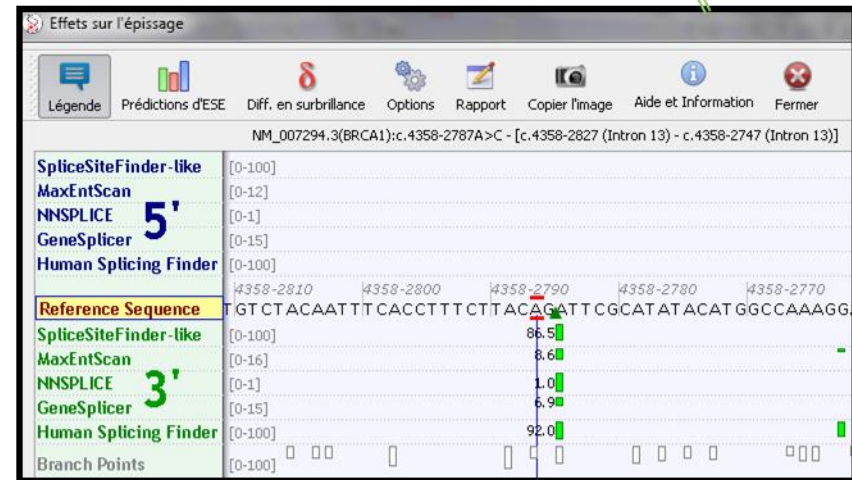 Effets sur l'épissage
Légende Prédictions d'ESE Diff. en surbrillance Options Rapport Copier l'image Aide et Information Fermer
NM_007294.3(BRCA1):c.4358-2787A>C - [c.4358-2827 (Intron 13) - c.4358-2747 (Intron 13)]
SpliceSiteFinder-like [0-100]
MaxEntScan [0-12]
NNSPLICE [0-1]
5'
GeneSplicer [0-15]
Human Splicing Finder [0-100]
4358-2810 4358-2800 4358-2790 4358-2780 4358-2770
Reference Sequence TGTCTACAATTTCACCTTTCTTACAGATTCGCATATACATGGCCAAAGG
SpliceSiteFinder-like [0-100] 86.5
MaxEntScan [0-16] 8.6
NNSPLICE [0-1] 1.0
3'
GeneSplicer [0-15] 6.9
Human Splicing Finder [0-100] 92.0
Branch Points [0-100]